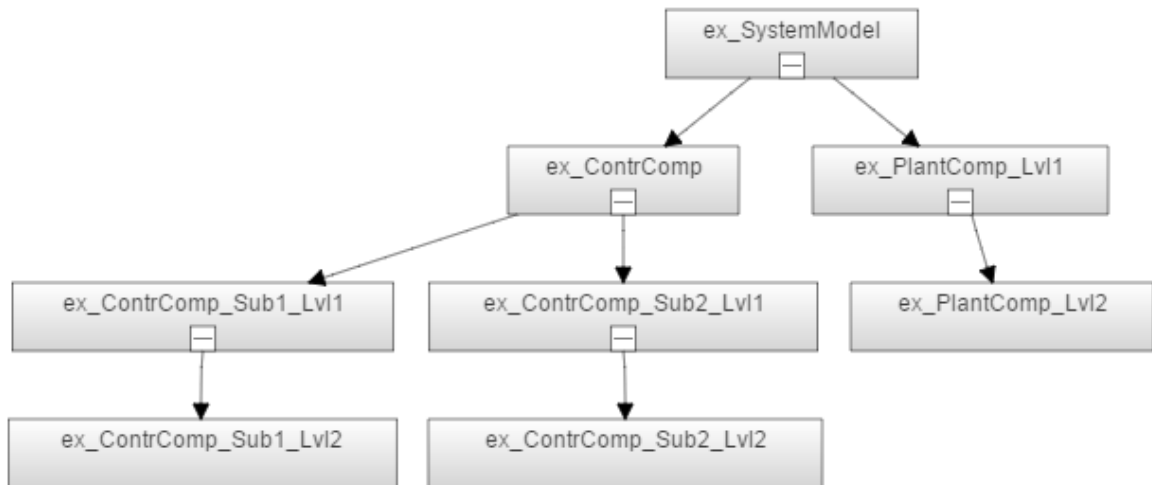 ex_SystemModel
ex_ContrComp
ex_PlantComp_Lvl1
ex_ContrComp_Sub1_Lvl1
ex_ContrComp_Sub2_Lvl1
ex_PlantComp_Lvl2
ex_ContrComp_Sub1_Lvl2
ex_ContrComp_Sub2_Lvl2